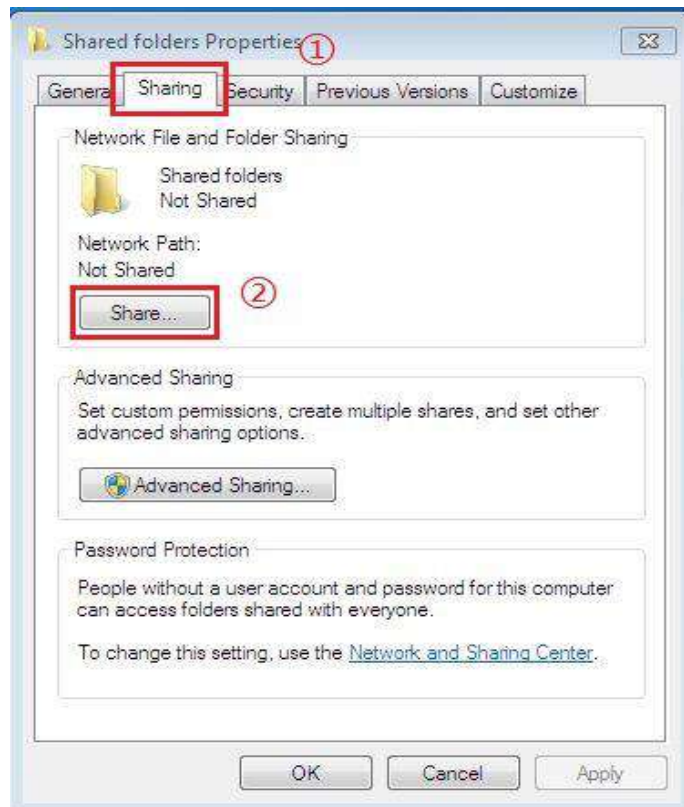 Shared folders Properties
①
General
Sharing
Security
Previous Versions
Customize
Network File and Folder Sharing
Shared folders
Not Shared
Network Path:
Not Shared
②
Share...
Advanced Sharing
Set custom permissions, create multiple shares, and set other
advanced sharing options.
Advanced Sharing...
Password Protection
People without a user account and password for this computer
can access folders shared with everyone.
To change this setting, use the Network and Sharing Center.
OK
Cancel
Apply